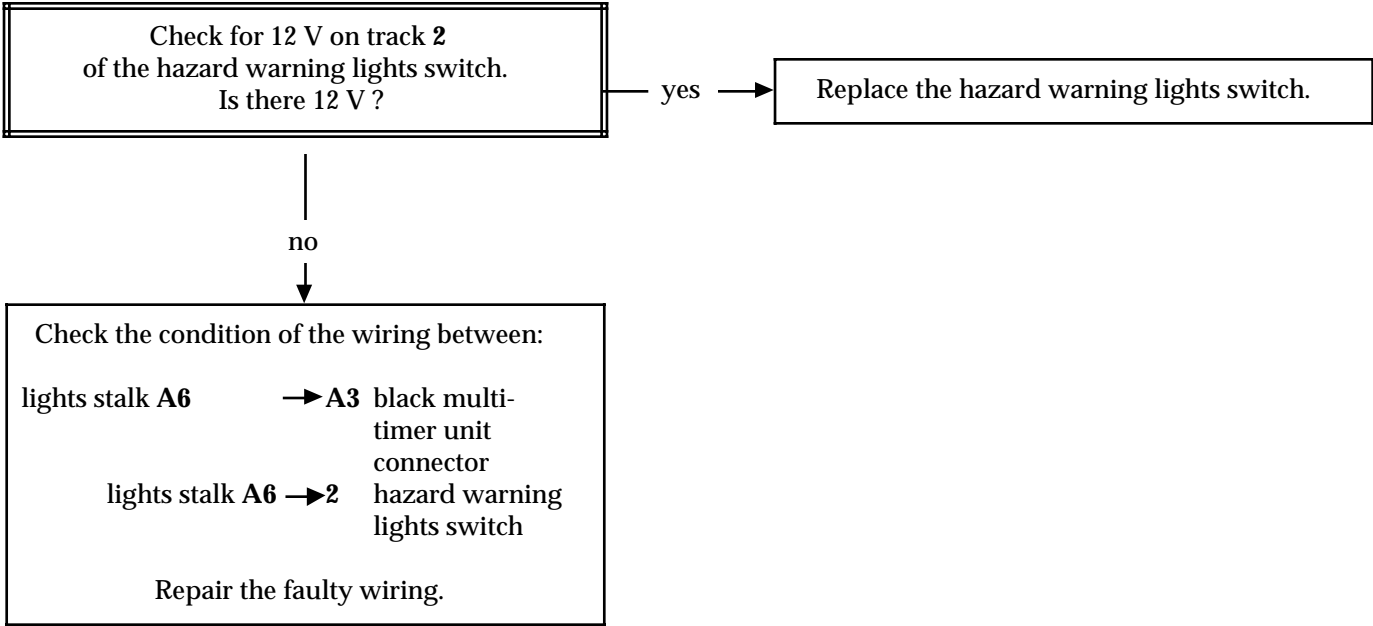 Check for 12 V on track 2
of the hazard warning lights switch.
Is there 12 V ?
yes
Replace the hazard warning lights switch.
no
Check the condition of the wiring between:
lights stalk A6 A3 black multi-
timer unit
connector
lights stalk A6 2 hazard warning
lights switch
Repair the faulty wiring.